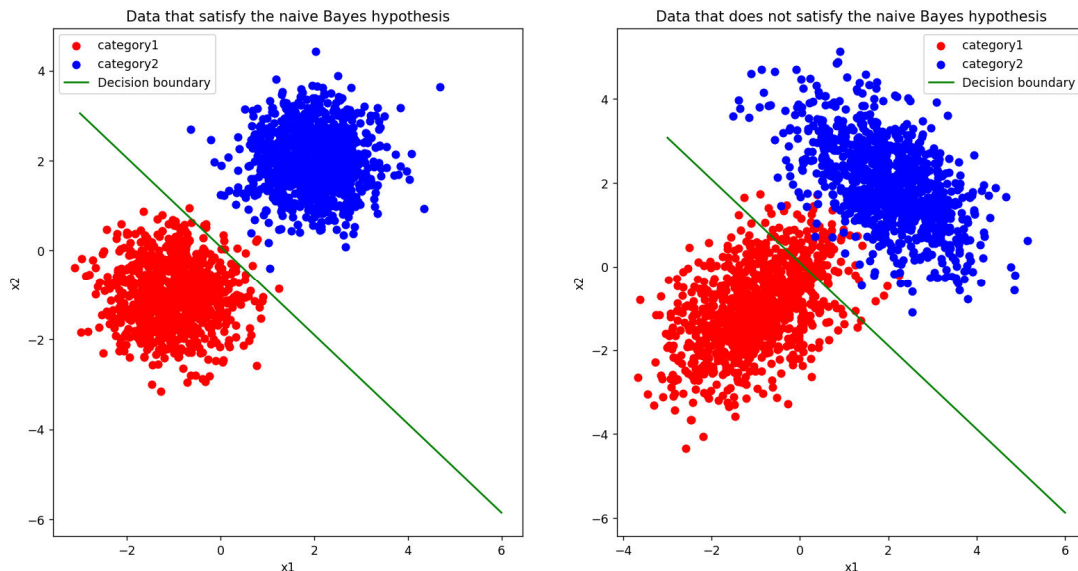 Data that satisfy the naive Bayes hypothesis
category1
category2
Decision boundary
4
2
0
−2
−4
−6
x2
−2
0
2
4
6
x1
Data that does not satisfy the naive Bayes hypothesis
category1
category2
Decision boundary
6
4
2
0
−2
−4
−6
x2
−4
−2
0
2
4
6
x1